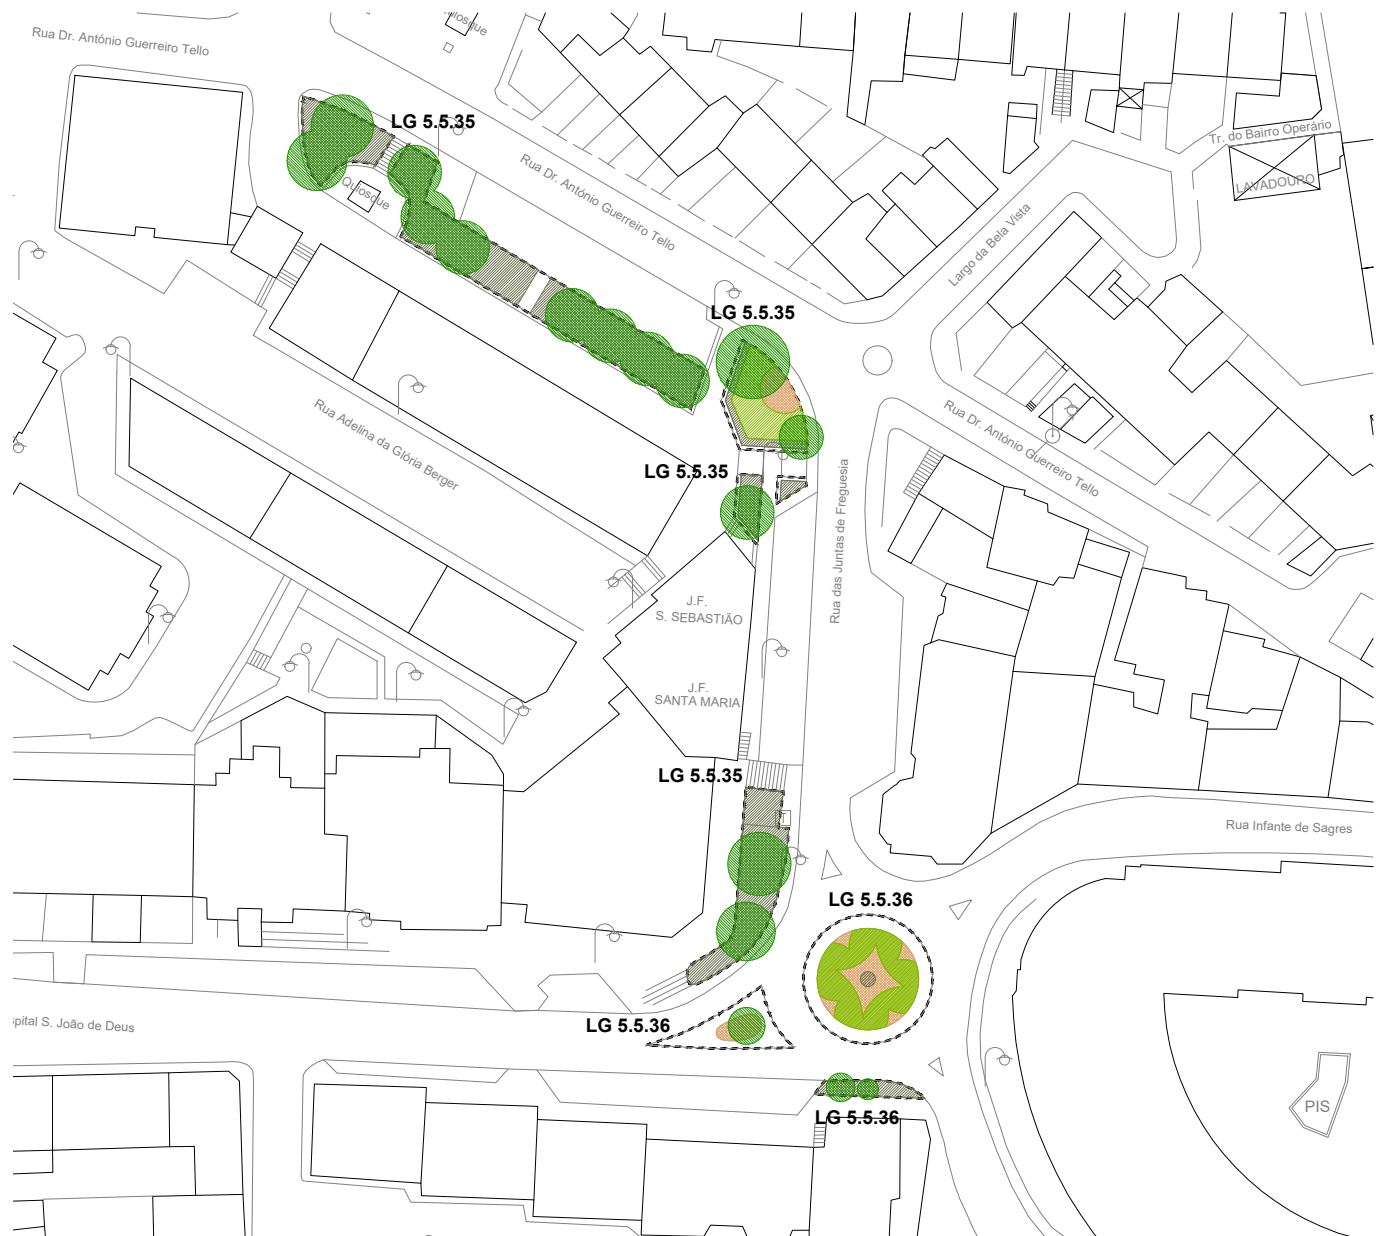 Quiosque
Rua Dr. António Guerreiro Tello
LG 5.5.35
Tr. do Bairro Operário
Rua Dr. António Guerreiro Tello
LAVADOURO
Quiosque
Largo da Bela Vista
LG 5.5.35
Rua Adelina da Glória Berger
Rua Dr. António Guerreiro Tello
LG 5.5.35
Rua das Juntas de Freguesia
J.F.
S. SEBASTIÃO
J.F.
SANTA MARIA
LG 5.5.35
Rua Infante de Sagres
LG 5.5.36
pital S. João de Deus
LG 5.5.36
LG 5.5.36
PIS